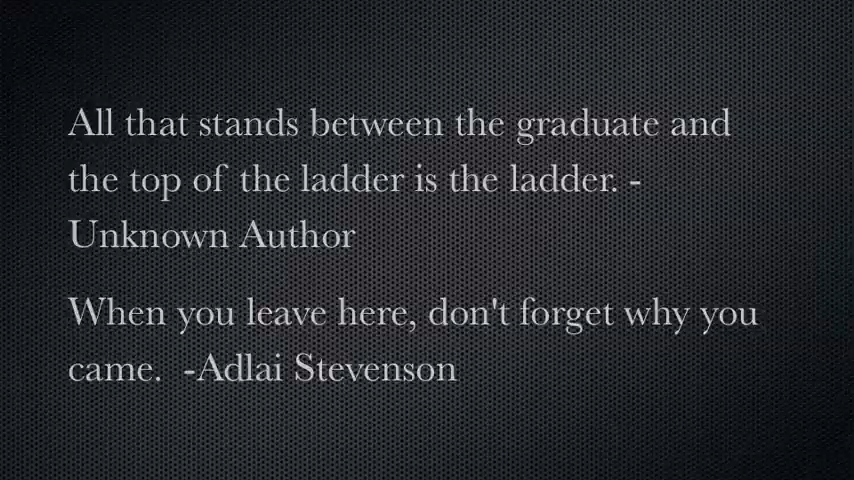 All that stands between the graduate and
the top of the ladder is the ladder. -
Unknown Author
When you leave here, don't forget why you
came.  -Adlai Stevenson